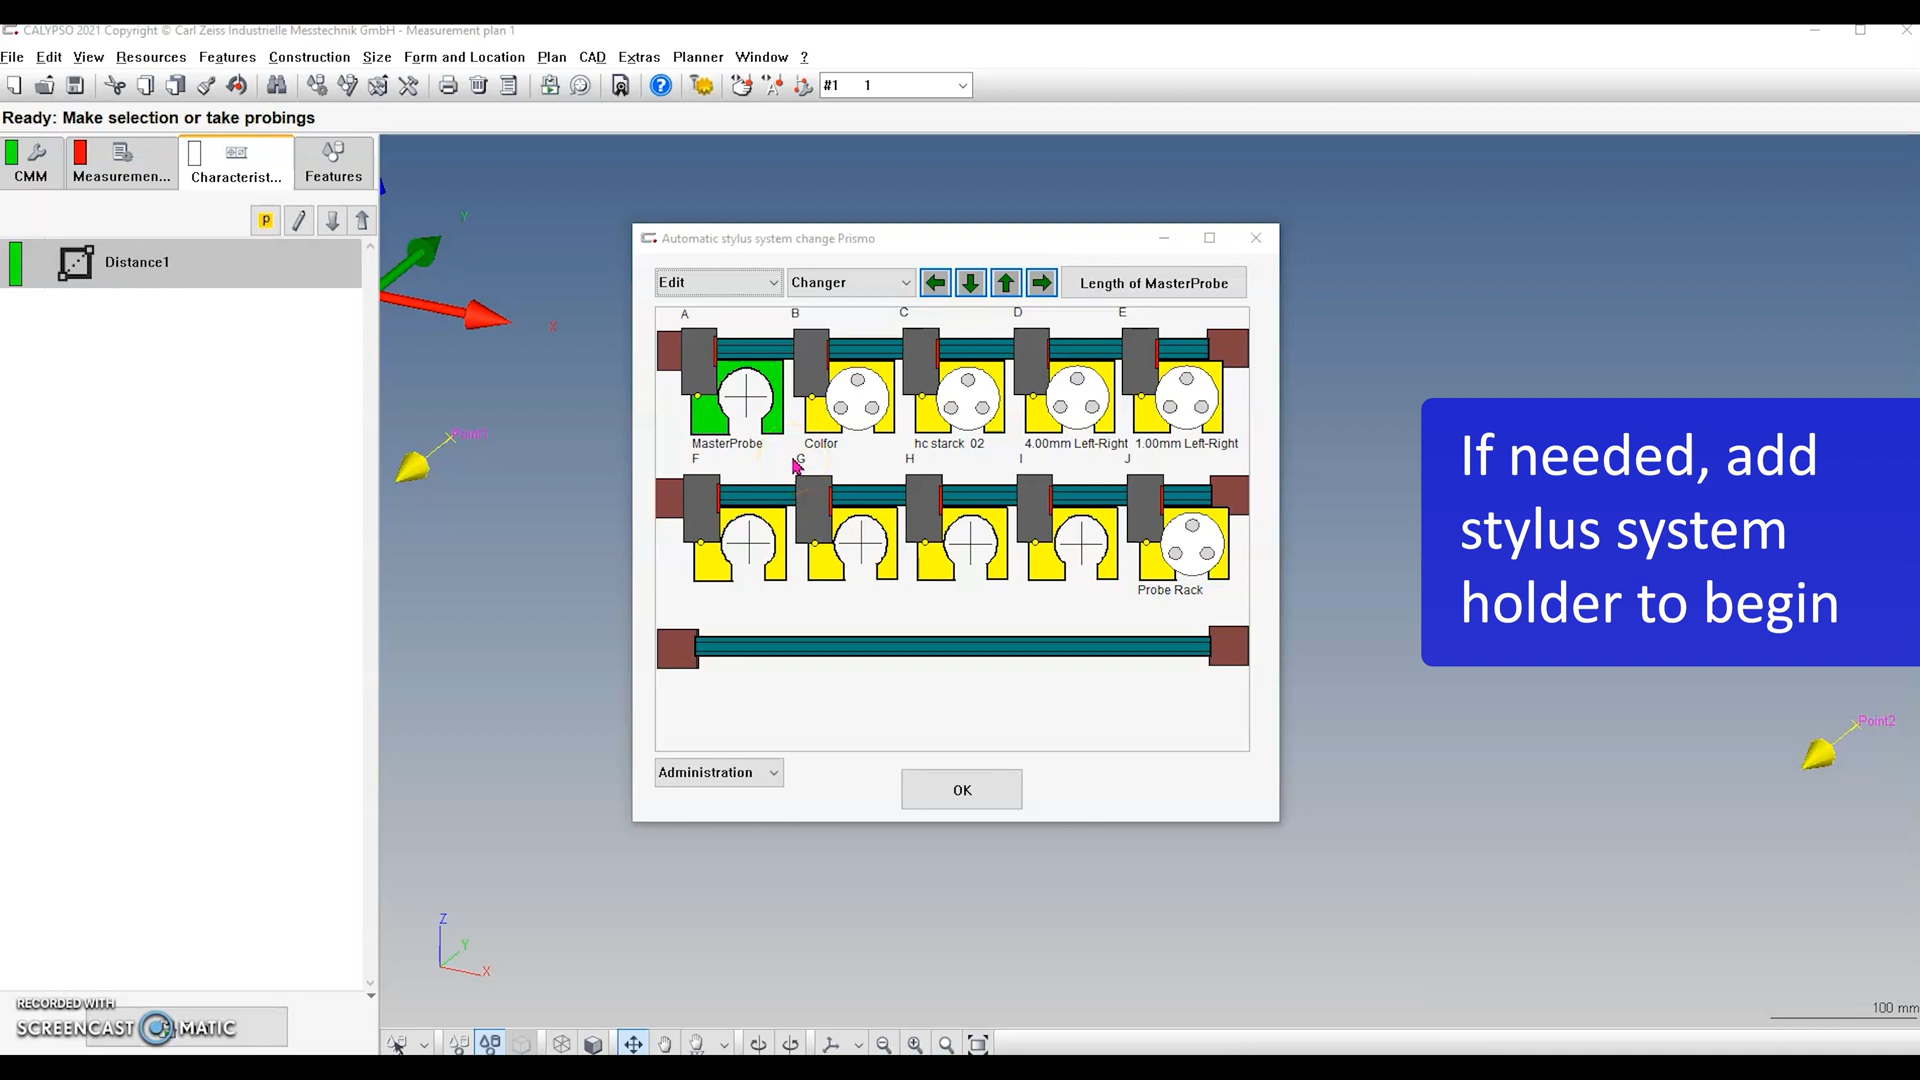 CALYPSO 2021 Copyright © Carl Zeiss Industrielle Messtechnik GmbH - Measurement plan 1
File Edit View Resources Features Construction Size Form and Location Plan CAD Extras Planner Window ?
#1 1
Ready: Make selection or take probings
CMM Measuremen... Characterist... Features
P
Distance1
Y
X
Point1
Automatic stylus system change Prismo
Edit Changer Length of MasterProbe
A B C D E
MasterProbe Colfor hc starck 02 4.00mm Left-Right 1.00mm Left-Right
F G H I J
Probe Rack
Administration
OK
If needed, add
stylus system
holder to begin
Point2
Z
Y
X
100 mm
RECORDED WITH
SCREENCAST MATIC